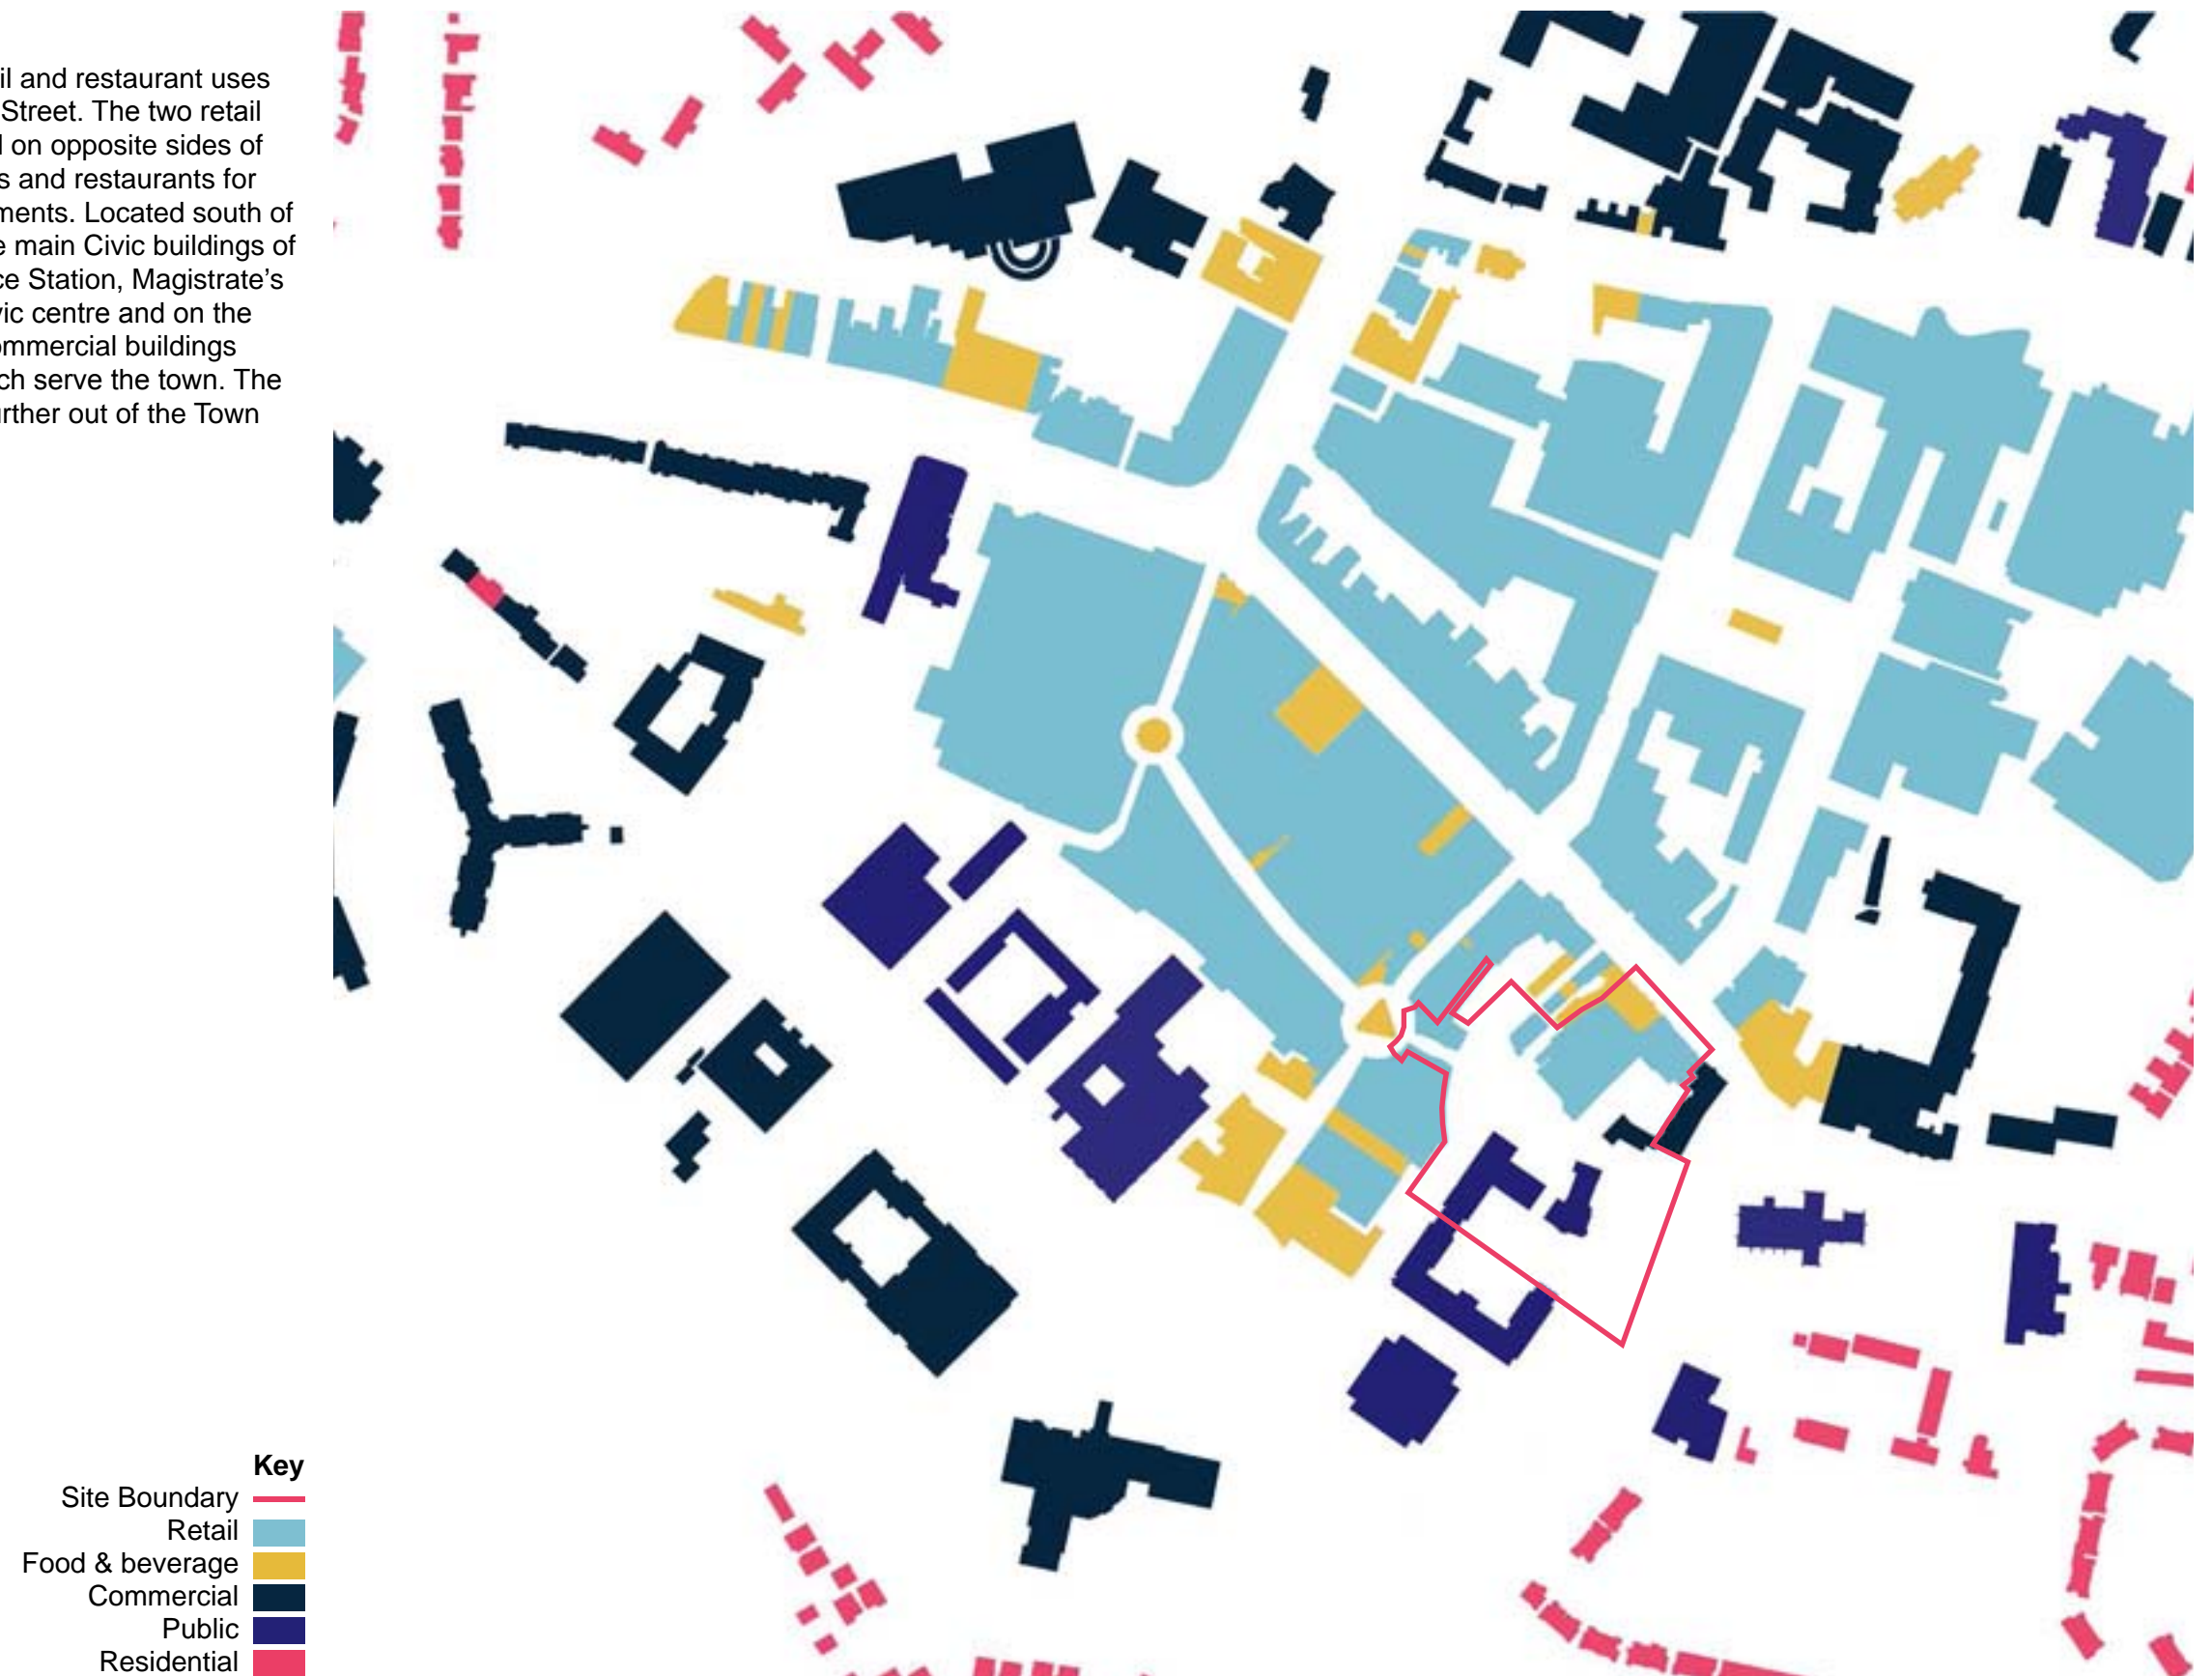 il and restaurant uses
Street. The two retail
on opposite sides of
s and restaurants for
ments. Located south of
e main Civic buildings of
ce Station, Magistrate's
vic centre and on the
ommercial buildings
ch serve the town. The
urther out of the Town
Key
Site Boundary
Retail
Food & beverage
Commercial
Public
Residential